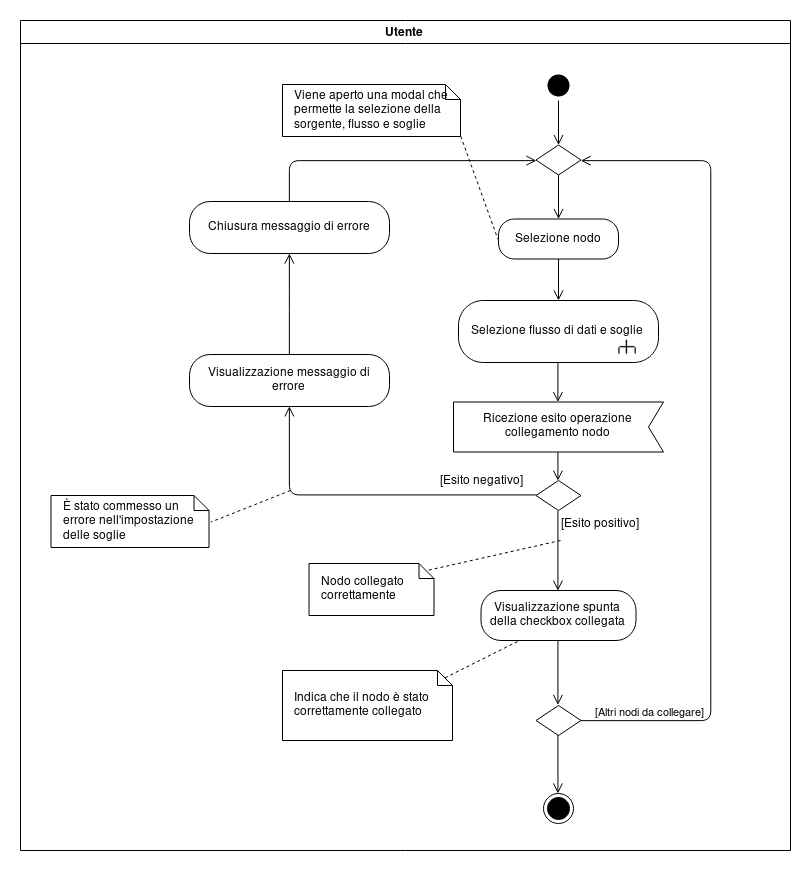 Utente
Viene aperto una modal che
permette la selezione della
sorgente, flusso e soglie
Chiusura messaggio di errore
Selezione nodo
Selezione flusso di dati e soglie
Visualizzazione messaggio di
errore
Ricezione esito operazione
collegamento nodo
[Esito negativo]
È stato commesso un
errore nell'impostazione
delle soglie
[Esito positivo]
Nodo collegato
correttamente
Visualizzazione spunta
della checkbox collegata
Indica che il nodo è stato
correttamente collegato
[Altri nodi da collegare]